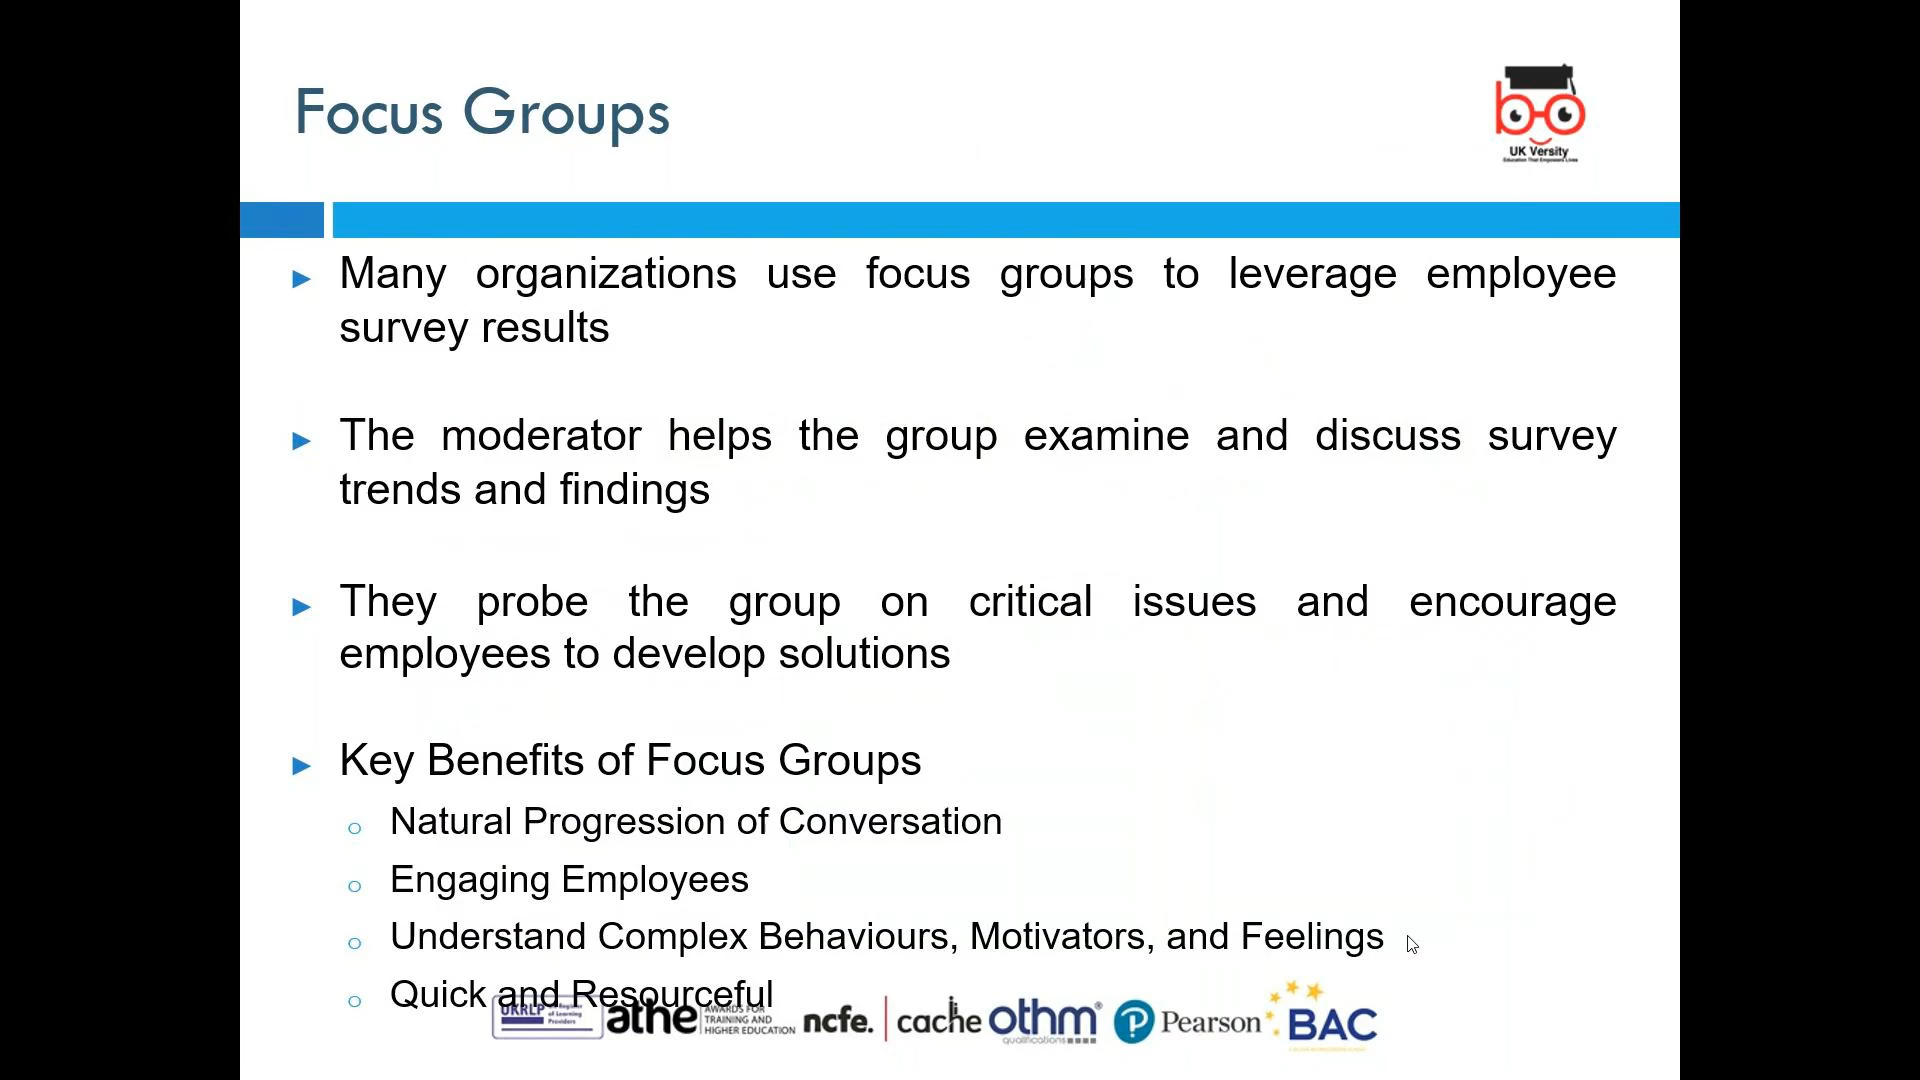 Focus Groups
UK Versity
Education That Empowers Lives
Many organizations use focus groups to leverage employee
survey results
The moderator helps the group examine and discuss survey
trends and findings
They probe the group on critical issues and encourage
employees to develop solutions
Key Benefits of Focus Groups
Natural Progression of Conversation
Engaging Employees
Understand Complex Behaviours, Motivators, and Feelings
Quick and Resourceful
UKRLP
of Learning
Providers
athe
AWARDS FOR
TRAINING AND
HIGHER EDUCATION
ncfe.
cache
othm
qualifications
P
Pearson
BAC